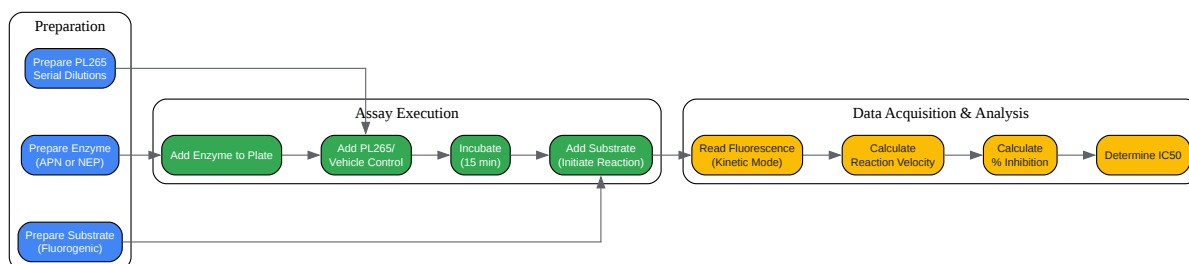 Preparation
Prepare PL265
Serial Dilutions
Prepare Enzyme
(APN or NEP)
Prepare Substrate
(Fluorogenic)
Assay Execution
Add Enzyme to Plate
Add PL265/
Vehicle Control
Incubate
(15 min)
Add Substrate
(Initiate Reaction)
Data Acquisition & Analysis
Read Fluorescence
(Kinetic Mode)
Calculate
Reaction Velocity
Calculate
% Inhibition
Determine IC50